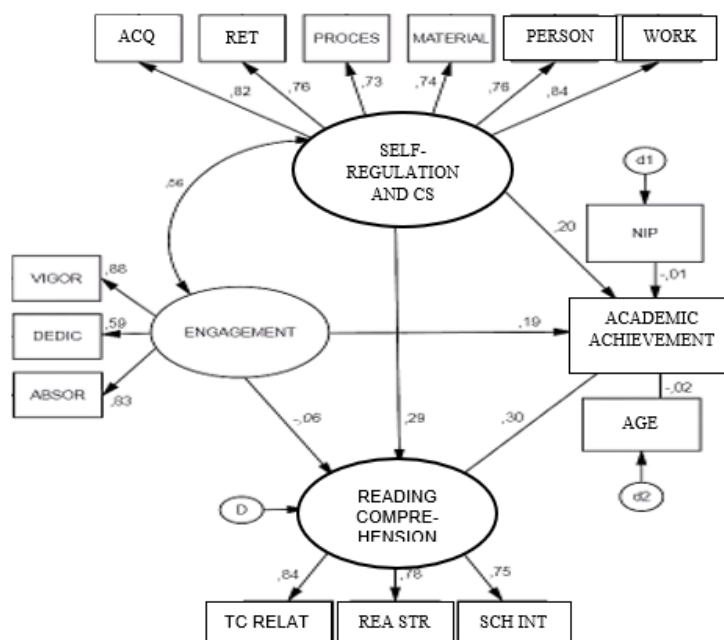 ACQ
RET
PROCES
MATERIAL
PERSON
WORK
,82
,76
,73
,74
,76
,84
SELF-
REGULATION
AND CS
,56
d1
NIP
,20
-,01
VIGOR
,88
DEDIC
,59
ABSOR
,83
ENGAGEMENT
,19
ACADEMIC
ACHIEVEMENT
-,02
AGE
d2
-,06
,29
,30
D
READING
COMPRE-
HENSION
,84
,78
,75
TC RELAT
REA STR
SCH INT